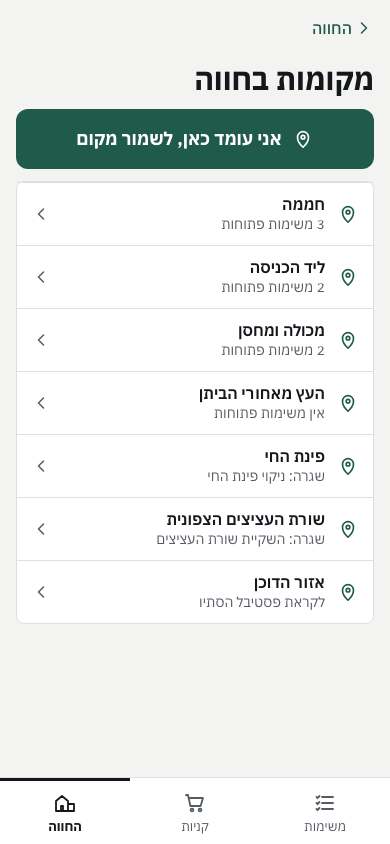 החווה
מקומות בחווה
אני עומד כאן, לשמור מקום
חממה
3 משימות פתוחות
ליד הכניסה
2 משימות פתוחות
מכולה ומחסן
2 משימות פתוחות
העץ מאחורי הביתן
אין משימות פתוחות
פינת החי
שגרה: ניקוי פינת החי
שורת העציצים הצפונית
שגרה: השקיית שורת העציצים
אזור הדוכן
לקראת פסטיבל הסתיו
משימות
קניות
החווה